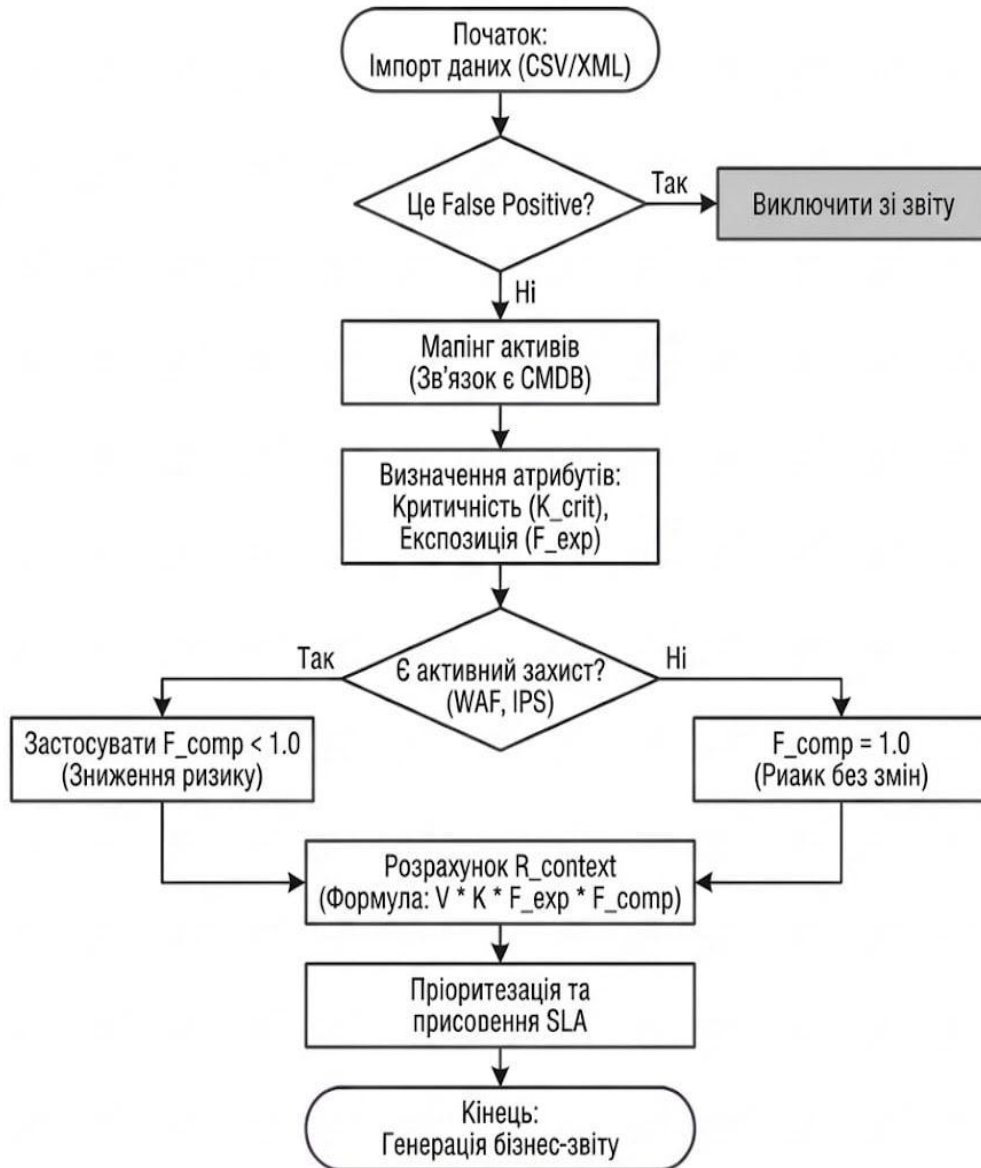 Початок:
Імпорт даних (CSV/XML)
Це False Positive?
Так
Виключити зі звіту
Ні
Мапінг активів
(Зв'язок є CMDB)
Визначення атрибутів:
Критичність (K_crit),
Експозиція (F_exp)
Так
Є активний захист?
(WAF, IPS)
Ні
Застосувати F_comp < 1.0
(Зниження ризику)
F_comp = 1.0
(Риаик без змін)
Розрахунок R_context
(Формула: V * K * F_exp * F_comp)
Пріоритезація та
присовення SLA
Кінець:
Генерація бізнес-звіту